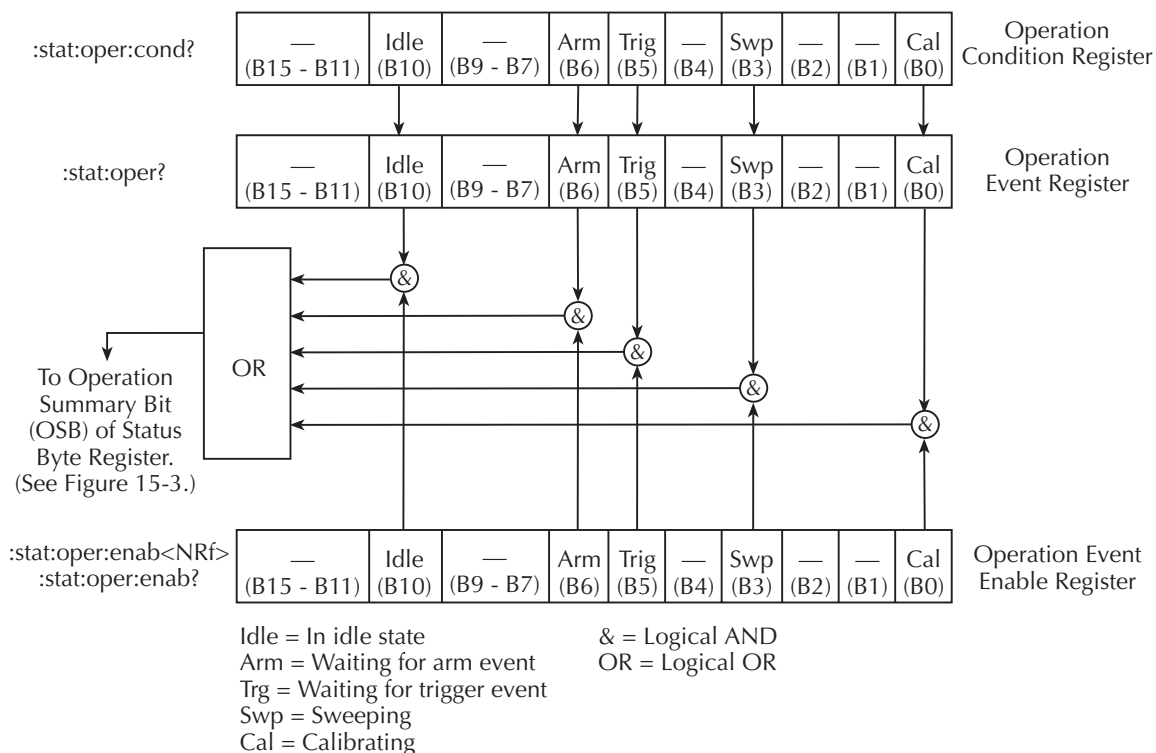 :stat:oper:cond?
—
(B15 - B11)
Idle
(B10)
—
(B9 - B7)
Arm
(B6)
Trig
(B5)
—
(B4)
Swp
(B3)
—
(B2)
—
(B1)
Cal
(B0)
Operation
Condition Register
:stat:oper?
—
(B15 - B11)
Idle
(B10)
—
(B9 - B7)
Arm
(B6)
Trig
(B5)
—
(B4)
Swp
(B3)
—
(B2)
—
(B1)
Cal
(B0)
Operation
Event Register
&
&
&
&
&
OR
To Operation
Summary Bit
(OSB) of Status
Byte Register.
(See Figure 15-3.)
:stat:oper:enab<NRf>
:stat:oper:enab?
—
(B15 - B11)
Idle
(B10)
—
(B9 - B7)
Arm
(B6)
Trig
(B5)
—
(B4)
Swp
(B3)
—
(B2)
—
(B1)
Cal
(B0)
Operation Event
Enable Register
Idle = In idle state
Arm = Waiting for arm event
Trg = Waiting for trigger event
Swp = Sweeping
Cal = Calibrating
& = Logical AND
OR = Logical OR